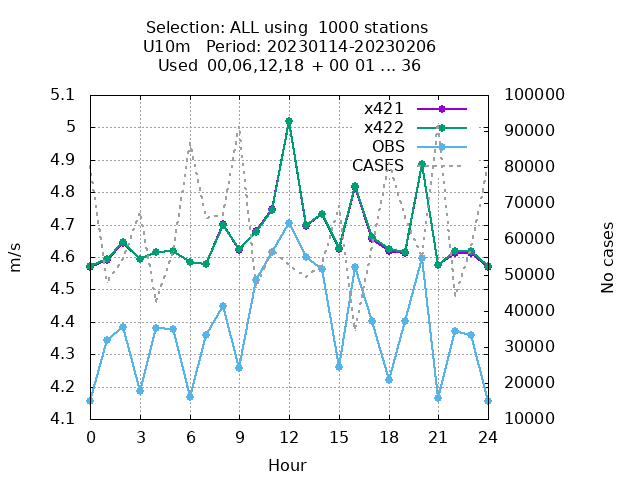 Selection: ALL using  1000 stations
U10m   Period: 20230114-20230206
Used  00,06,12,18  + 00 01 ... 36
5.1
5
4.9
4.8
4.7
4.6
4.5
4.4
4.3
4.2
4.1
m/s
x421
x422
OBS
CASES
100000
90000
80000
70000
60000
50000
40000
30000
20000
10000
No cases
0 3 6 9 12 15 18 21 24
Hour